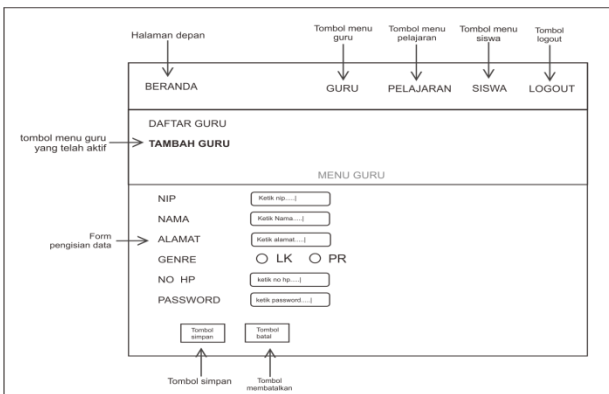 Halaman depan
Tombol menu
guru
Tombol menu
pelajaran
Tombol menu
siswa
Tombol
logout
BERANDA
GURU
PELAJARAN
SISWA
LOGOUT
DAFTAR GURU
tombol menu guru
yang telah aktif
TAMBAH GURU
MENU GURU
NIP
Ketik nip.....|
NAMA
Ketik Nama.....|
Form
pengisian data
ALAMAT
Ketik alamat.....|
GENRE
LK
PR
NO HP
ketik no hp.....|
PASSWORD
ketik password.....|
Tombol
simpan
Tombol
batal
Tombol simpan
Tombol
membatalkan